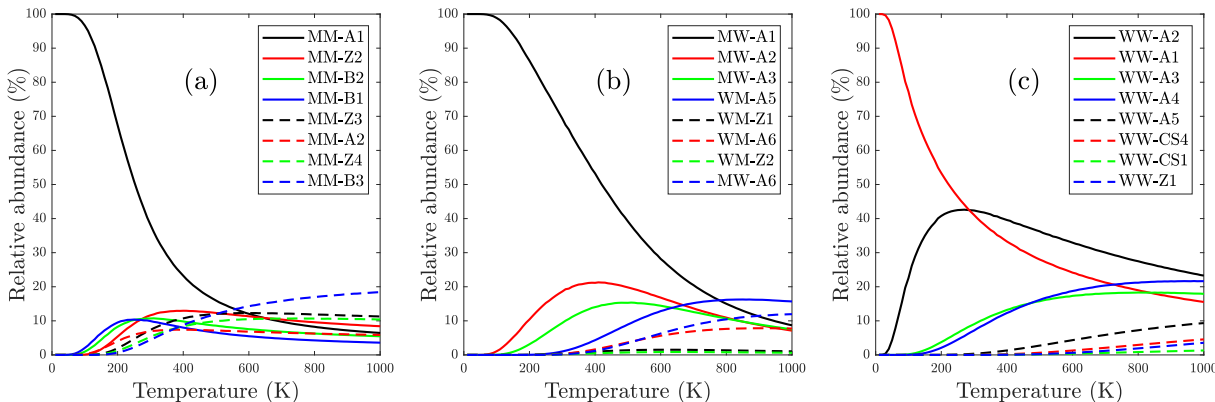 (a)
Relative abundance (%)
100
90
80
70
60
50
40
30
20
10
0
0
200
400
600
800
1000
Temperature (K)
MM-A1
MM-Z2
MM-B2
MM-B1
MM-Z3
MM-A2
MM-Z4
MM-B3
(b)
Relative abundance (%)
100
90
80
70
60
50
40
30
20
10
0
0
200
400
600
800
1000
Temperature (K)
MW-A1
MW-A2
MW-A3
WM-A5
WM-Z1
WM-A6
WM-Z2
MW-A6
(c)
Relative abundance (%)
100
90
80
70
60
50
40
30
20
10
0
0
200
400
600
800
1000
Temperature (K)
WW-A2
WW-A1
WW-A3
WW-A4
WW-A5
WW-CS4
WW-CS1
WW-Z1